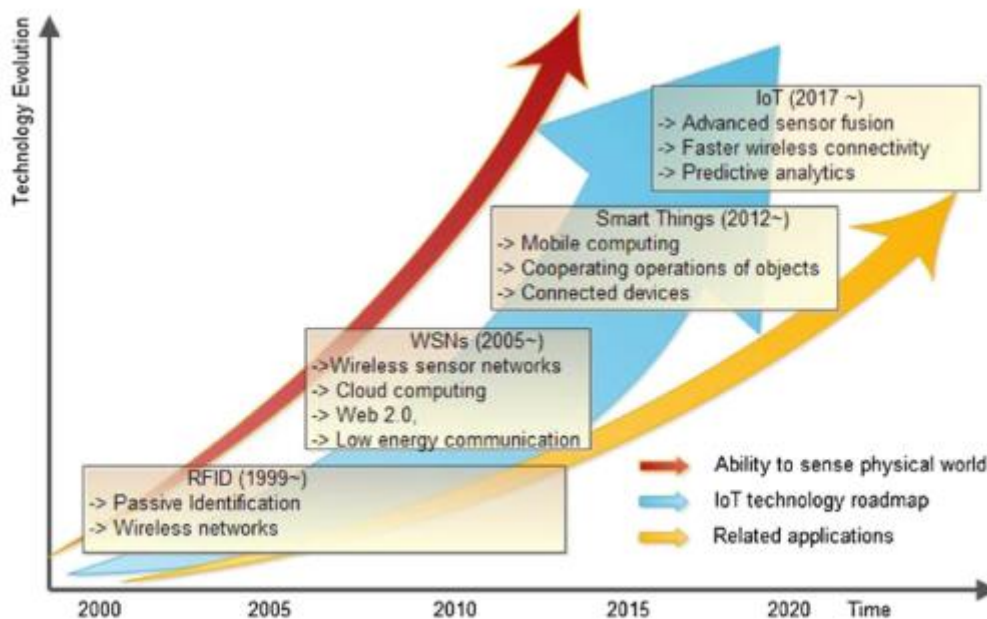 Technology Evolution
IoT (2017 ~)
-> Advanced sensor fusion
-> Faster wireless connectivity
-> Predictive analytics
Smart Things (2012~)
-> Mobile computing
-> Cooperating operations of objects
-> Connected devices
WSNs (2005~)
->Wireless sensor networks
-> Cloud computing
-> Web 2.0,
-> Low energy communication
RFID (1999~)
-> Passive Identification
-> Wireless networks
Ability to sense physical world
IoT technology roadmap
Related applications
2000 2005 2010 2015 2020 Time